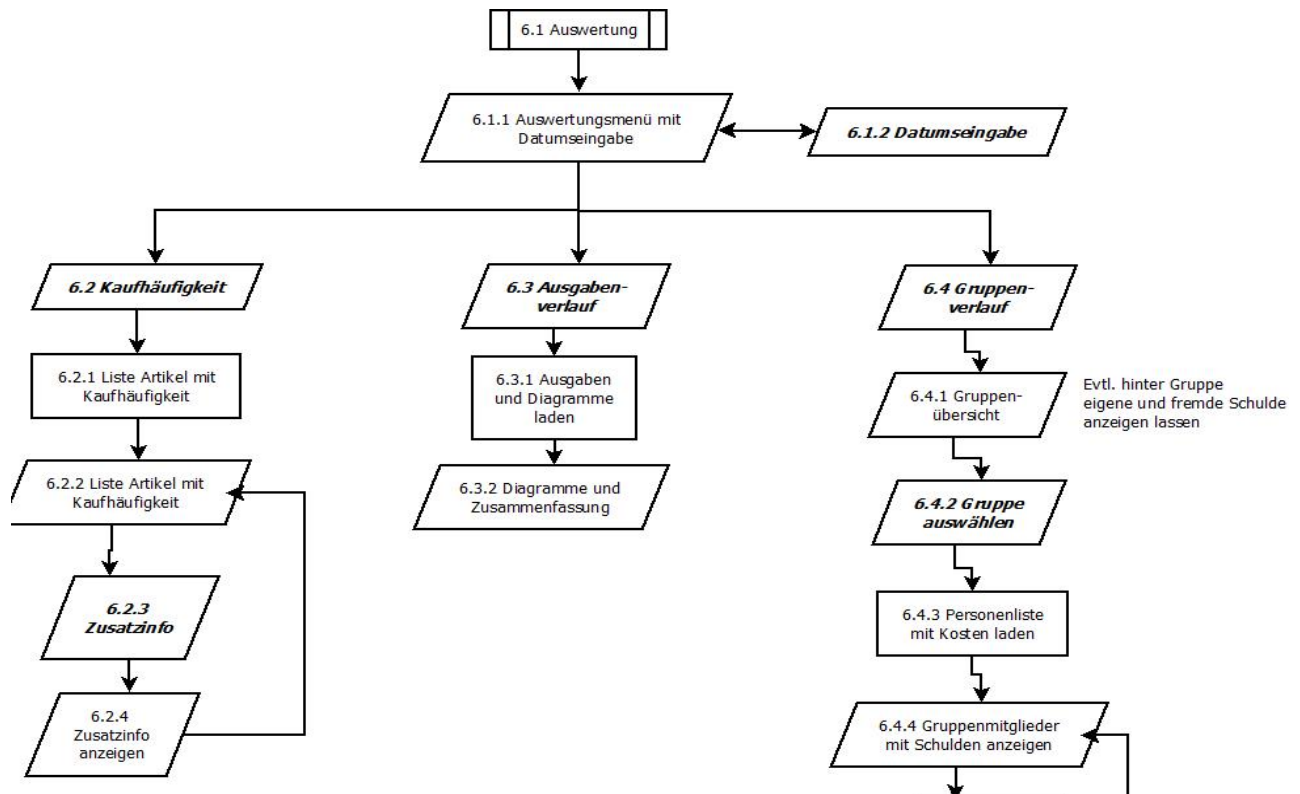 6.1 Auswertung
6.1.1 Auswertungsmenü mit
Datumseingabe
6.1.2 Datumseingabe
6.2 Kaufhäufigkeit
6.2.1 Liste Artikel mit
Kaufhäufigkeit
6.2.2 Liste Artikel mit
Kaufhäufigkeit
6.2.3
Zusatzinfo
6.2.4
Zusatzinfo
anzeigen
6.3 Ausgaben-
verlauf
6.3.1 Ausgaben
und Diagramme
laden
6.3.2 Diagramme und
Zusammenfassung
6.4 Gruppen-
verlauf
6.4.1 Gruppen-
übersicht
Evtl. hinter Gruppe
eigene und fremde Schulde
anzeigen lassen
6.4.2 Gruppe
auswählen
6.4.3 Personenliste
mit Kosten laden
6.4.4 Gruppenmitglieder
mit Schulden anzeigen